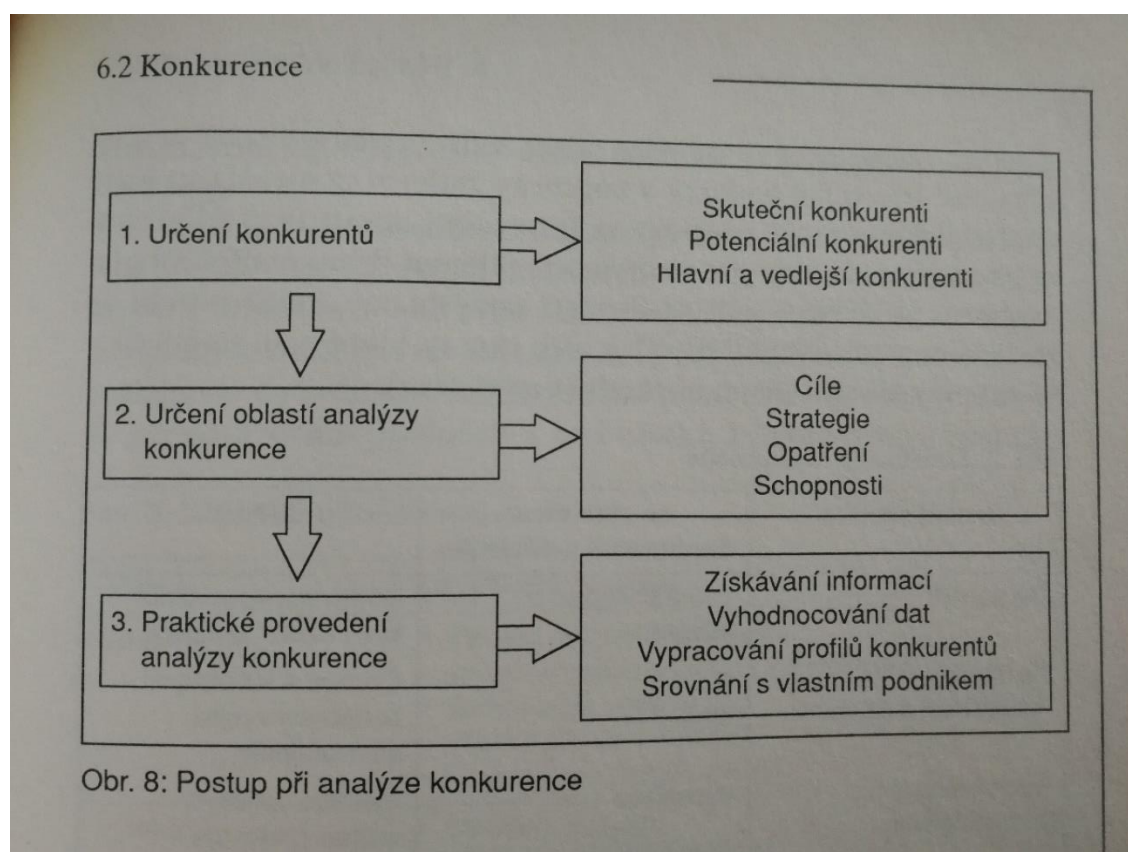 6.2 Konkurence
1. Určení konkurentů
Skuteční konkurenti
Potenciální konkurenti
Hlavní a vedlejší konkurenti
2. Určení oblastí analýzy
konkurence
Cíle
Strategie
Opatření
Schopnosti
3. Praktické provedení
analýzy konkurence
Získávání informací
Vyhodnocování dat
Vypracování profilů konkurentů
Srovnání s vlastním podnikem
Obr. 8: Postup při analýze konkurence